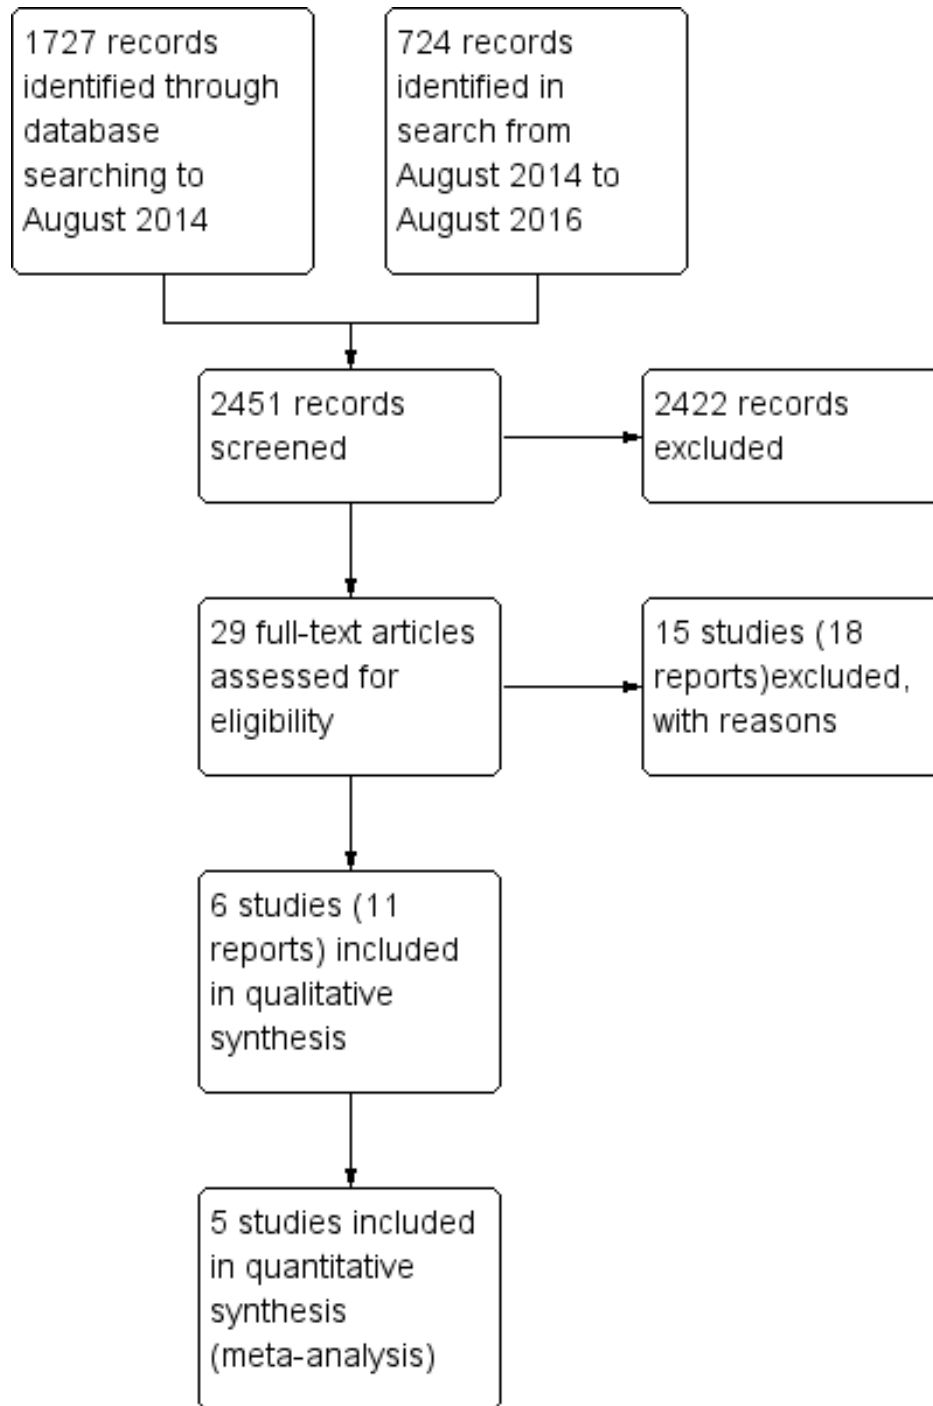 1727 records
identified through
database
searching to
August 2014
724 records
identified in
search from
August 2014 to
August 2016
2451 records
screened
2422 records
excluded
29 full-text articles
assessed for
eligibility
15 studies (18
reports)excluded,
with reasons
6 studies (11
reports) included
in qualitative
synthesis
5 studies included
in quantitative
synthesis
(meta-analysis)